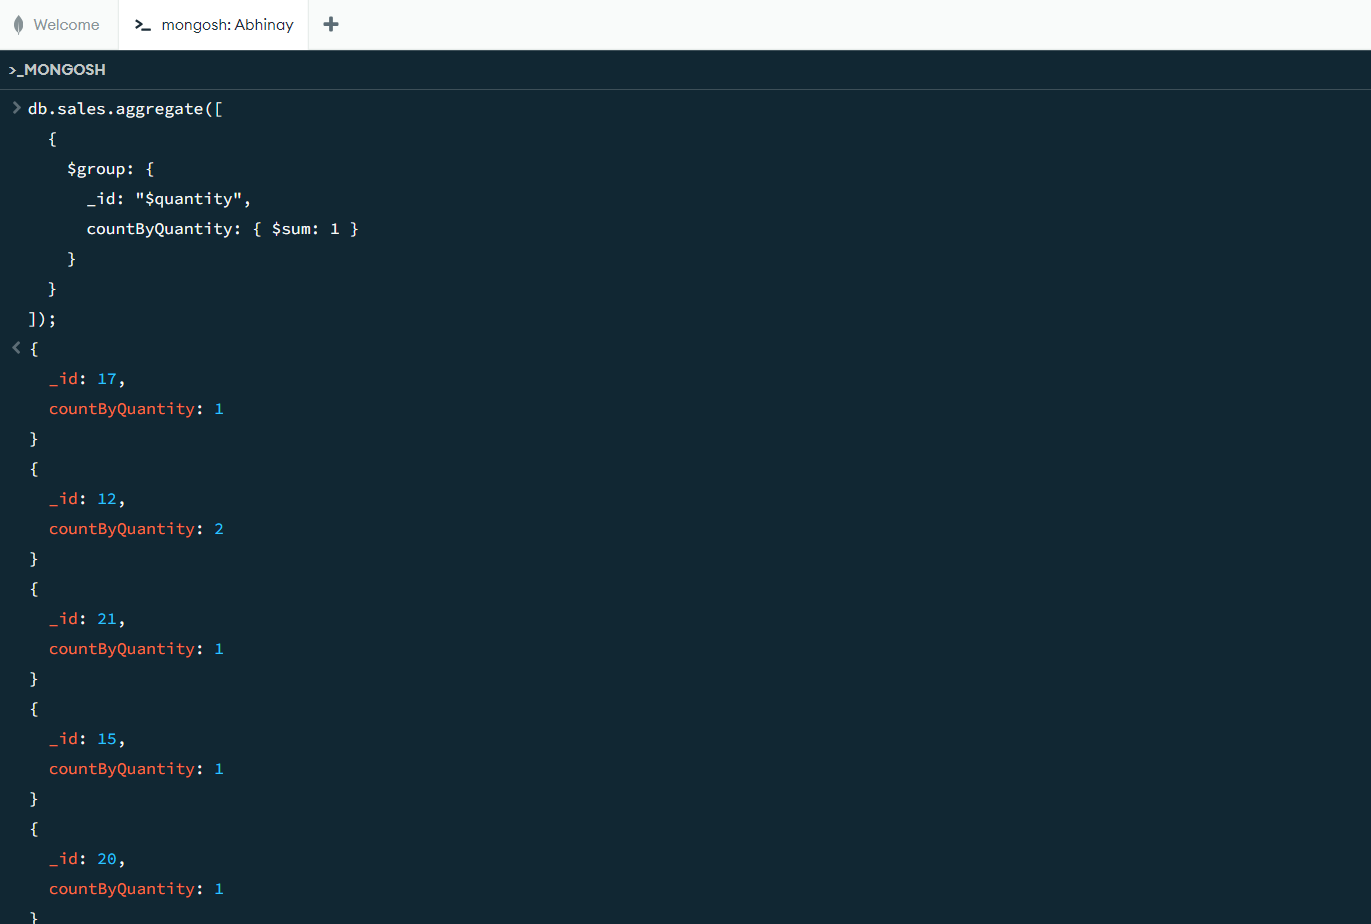 Welcome
>_ mongosh: Abhinay
+
>_MONGOSH
> db.sales.aggregate([
{
$group: {
_id: "$quantity",
countByQuantity: { $sum: 1 }
}
}
]);
< {
_id: 17,
countByQuantity: 1
}
{
_id: 12,
countByQuantity: 2
}
{
_id: 21,
countByQuantity: 1
}
{
_id: 15,
countByQuantity: 1
}
{
_id: 20,
countByQuantity: 1
}